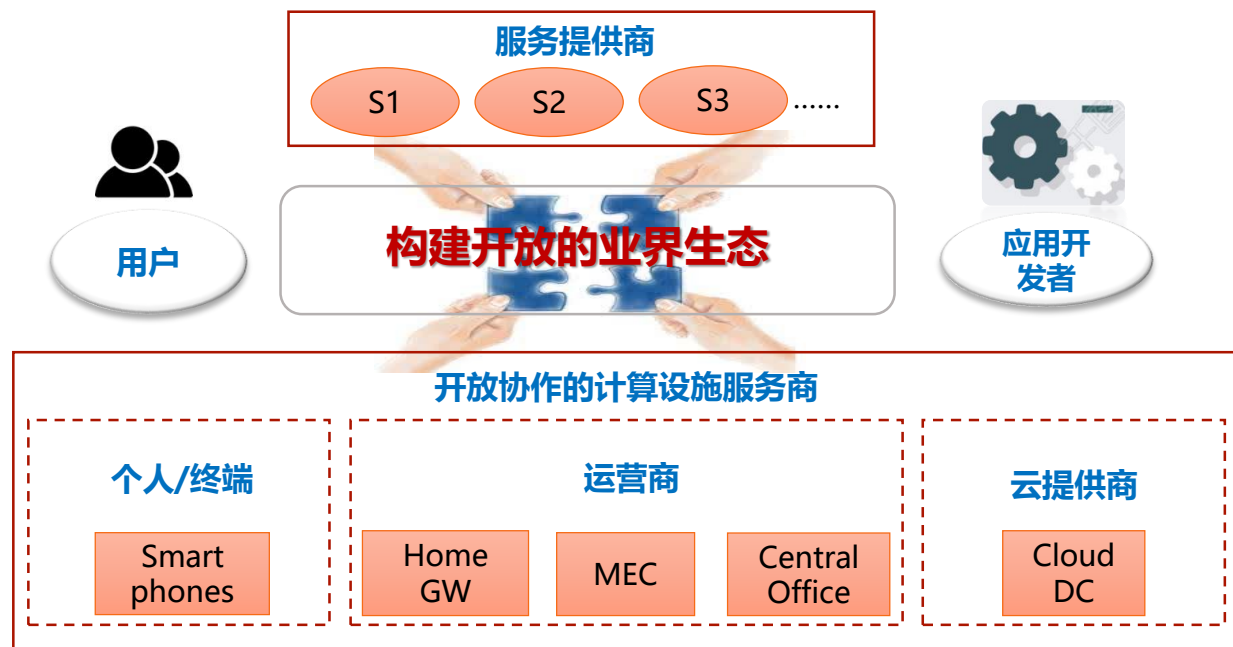 服务提供商
S1
S2
S3
......
用户
构建开放的业界生态
应用开
发者
开放协作的计算设施服务商
个人/终端
运营商
云提供商
Smart
phones
Home
GW
MEC
Central
Office
Cloud
DC